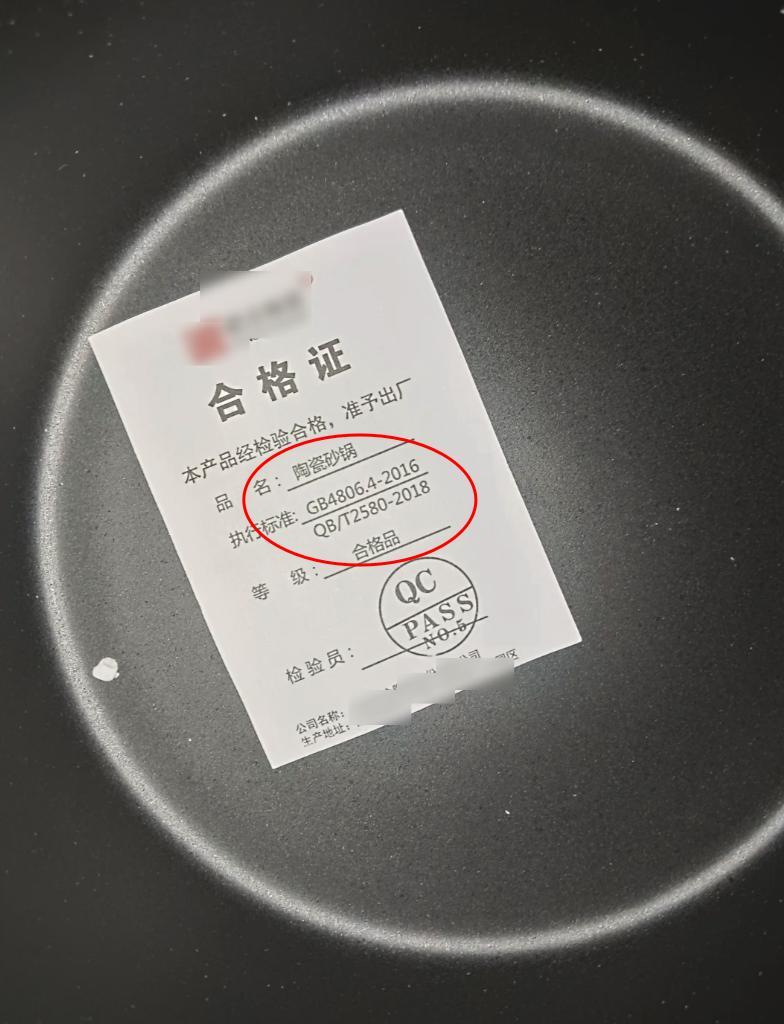 合格证
本产品经检验合格，准予出厂
品 名：陶瓷砂锅
执行标准：GB4806.4-2016
QB/T2580-2018
等 级：合格品
QC
PASS
NO.5
检验员：
公司名称：
生产地址：